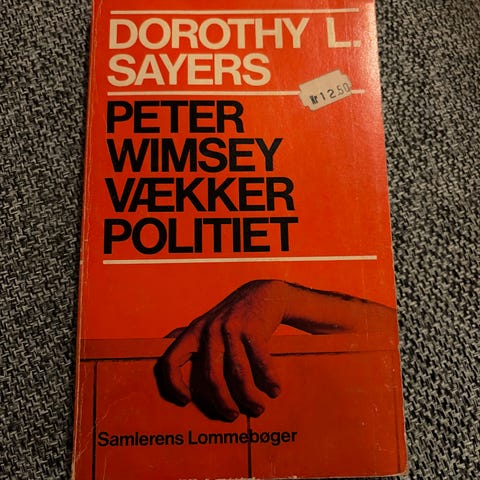 DOROTHY L.
SAYERS
Kr 12.50
PETER
WIMSEY
VÆKKER
POLITIET
Samlerens Lommebøger